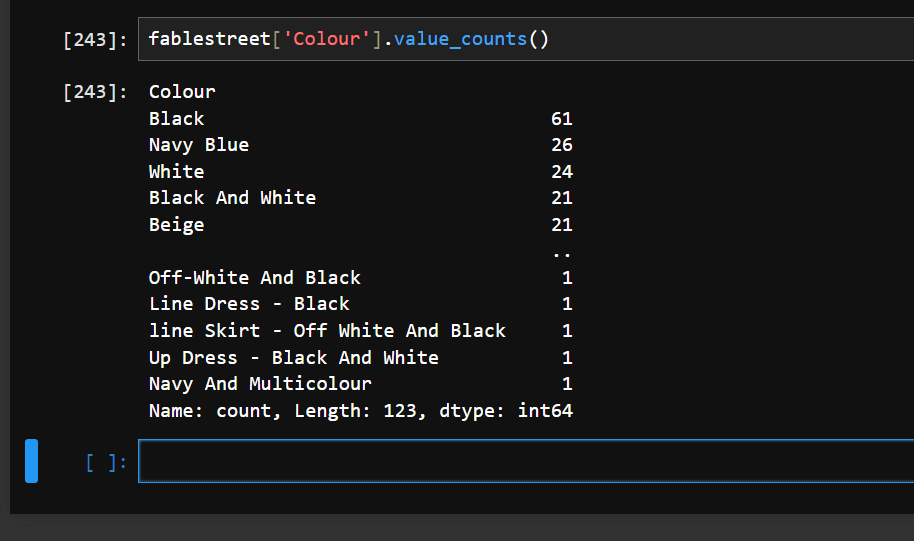 [243]: fablestreet['Colour'].value_counts()
[243]: Colour
Black 61
Navy Blue 26
White 24
Black And White 21
Beige 21
..
Off-White And Black 1
Line Dress - Black 1
line Skirt - Off White And Black 1
Up Dress - Black And White 1
Navy And Multicolour 1
Name: count, Length: 123, dtype: int64
[ ]: